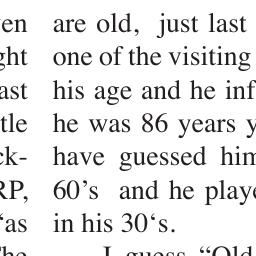 are old, just last
one of the visiting
his age and he inf
he was 86 years y
have guessed him
60's and he playe
in his 30‘s.
I guess “Old